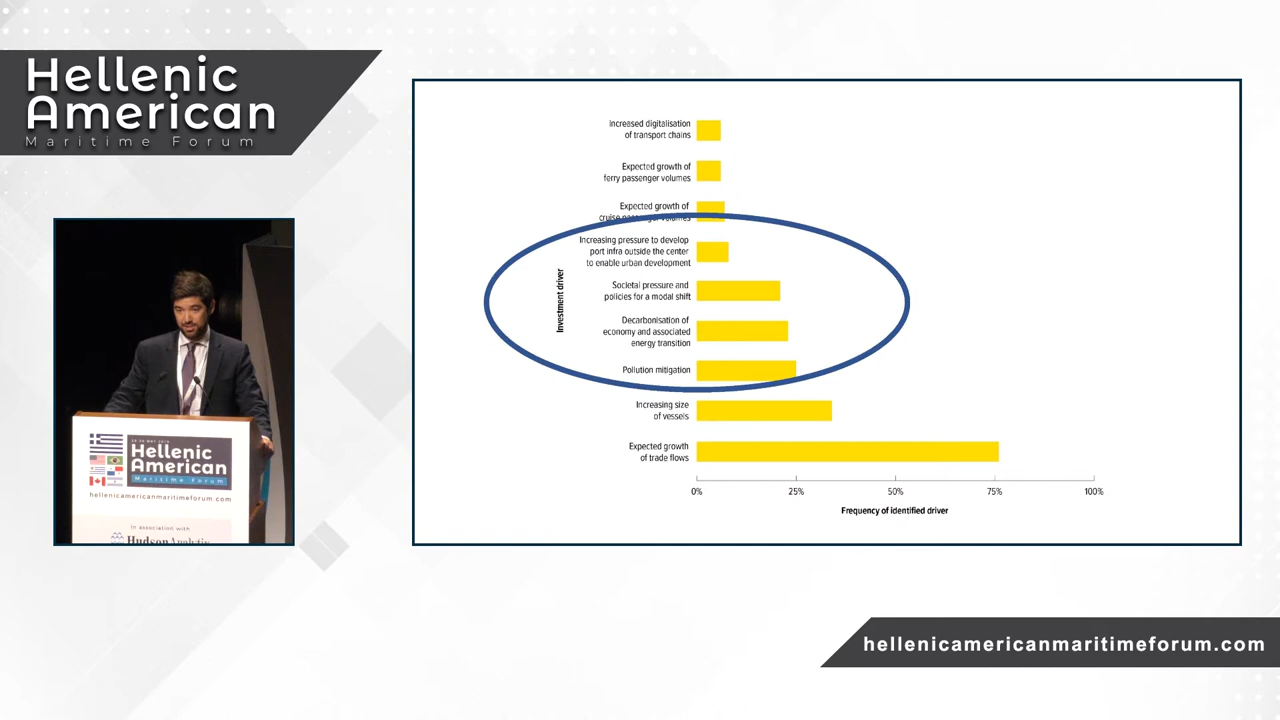 Hellenic
American
Maritime Forum
Increased digitalisation
of transport chains
Expected growth of
ferry passenger volumes
Expected growth of
cruise passenger volumes
Increasing pressure to develop
port infra outside the center
to enable urban development
Societal pressure and
policies for a modal shift
Decarbonisation of
economy and associated
energy transition
Pollution mitigation
Increasing size
of vessels
Expected growth
of trade flows
Investment driver
0% 25% 50% 75% 100%
Frequency of identified driver
Hellenic
American
Maritime Forum
hellenicamericanmaritimeforum.com
In association with
hellenicamericanmaritimeforum.com